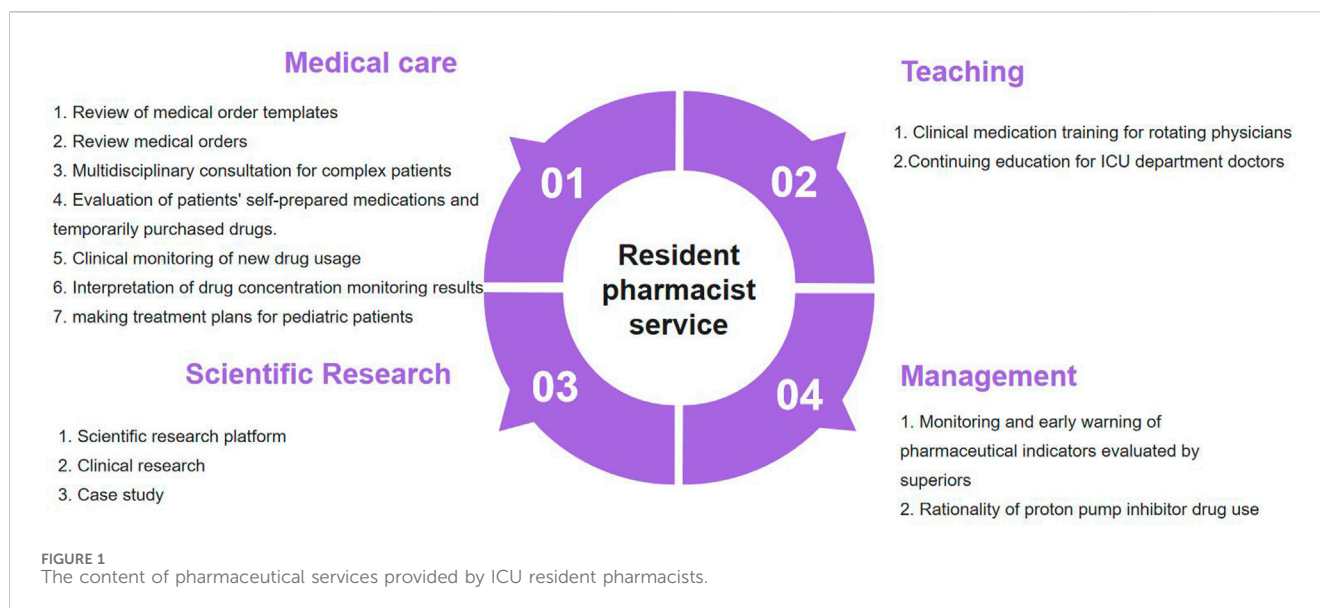 Medical care
1. Review of medical order templates
2. Review medical orders
3. Multidisciplinary consultation for complex patients
4. Evaluation of patients' self-prepared medications and
temporarily purchased drugs.
5. Clinical monitoring of new drug usage
6. Interpretation of drug concentration monitoring results
7. making treatment plans for pediatric patients
01
Teaching
1. Clinical medication training for rotating physicians
2.Continuing education for ICU department doctors
02
Resident
pharmacist
service
Scientific Research
1. Scientific research platform
2. Clinical research
3. Case study
03
Management
1. Monitoring and early warning of
pharmaceutical indicators evaluated by
superiors
2. Rationality of proton pump inhibitor drug use
04
FIGURE 1
The content of pharmaceutical services provided by ICU resident pharmacists.